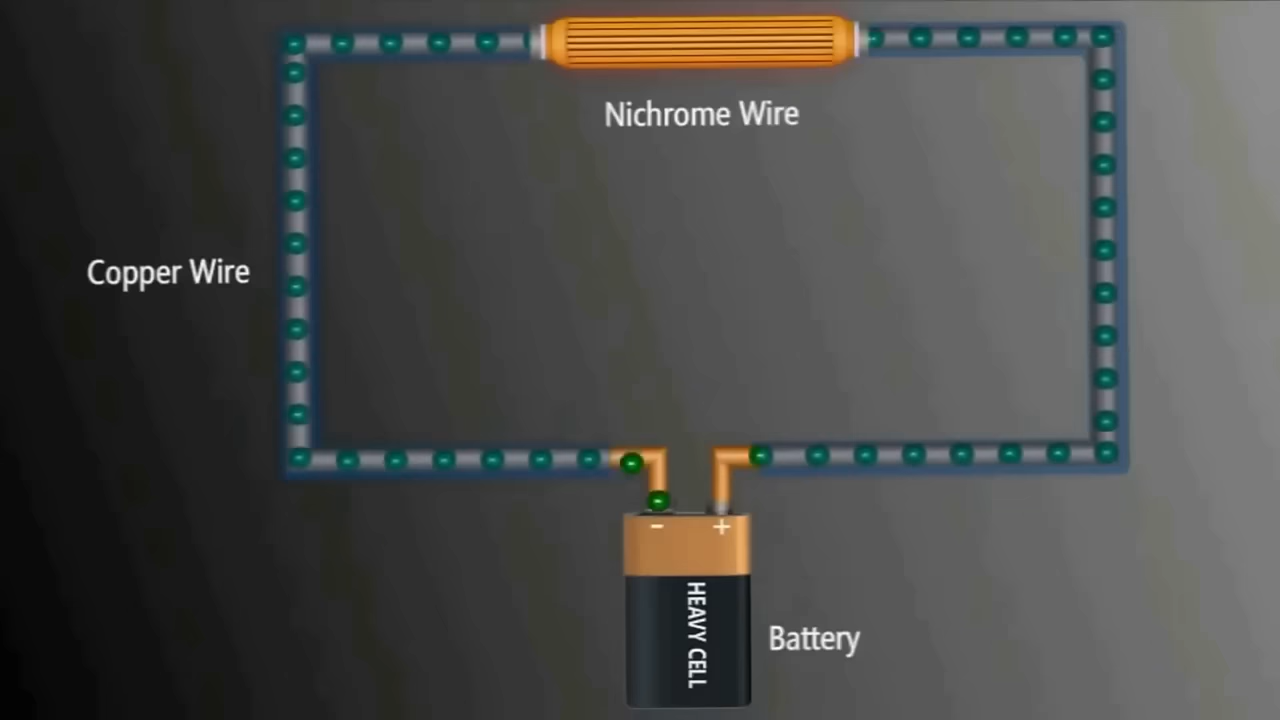 Nichrome Wire
Copper Wire
- +
HEAVY CELL
Battery